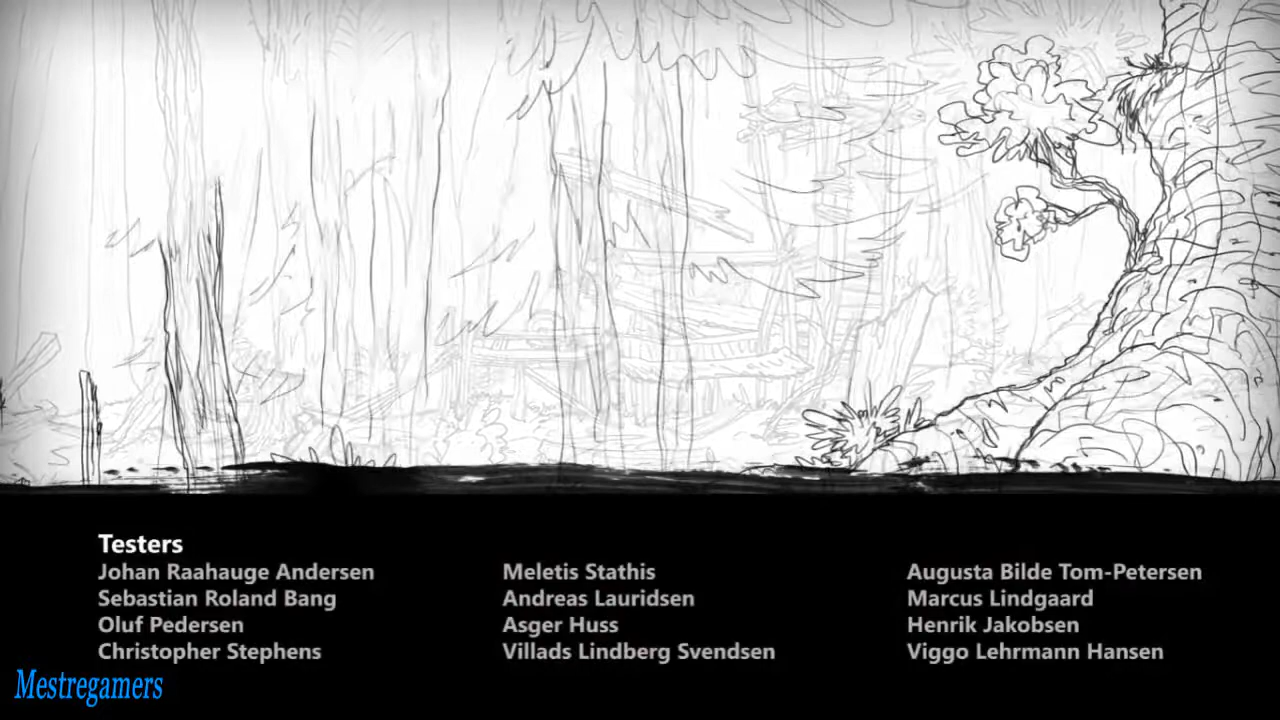 Testers
Johan Raahauge Andersen
Sebastian Roland Bang
Oluf Pedersen
Christopher Stephens
Meletis Stathis
Andreas Lauridsen
Asger Huss
Villads Lindberg Svendsen
Augusta Bilde Tom-Petersen
Marcus Lindgaard
Henrik Jakobsen
Viggo Lehrmann Hansen
Mestregamers